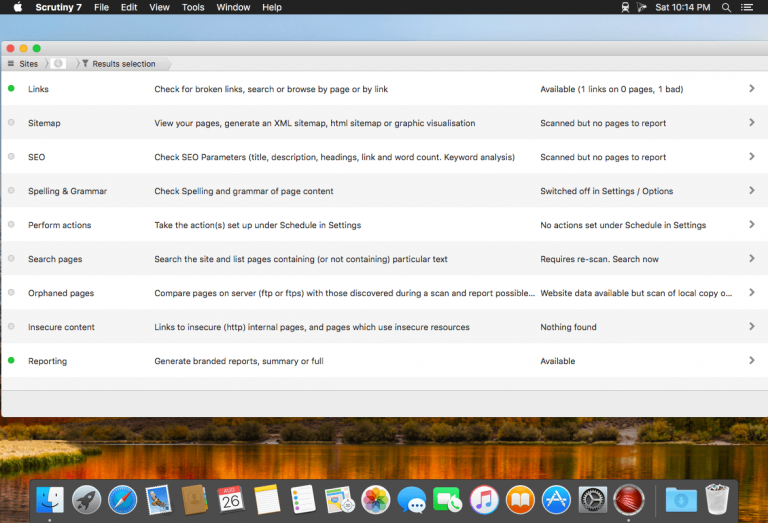 Scrutiny 7 File Edit View Tools Window Help Sat 10:14 PM
Sites Results selection
Links Check for broken links, search or browse by page or by link Available (1 links on 0 pages, 1 bad)
Sitemap View your pages, generate an XML sitemap, html sitemap or graphic visualisation Scanned but no pages to report
SEO Check SEO Parameters (title, description, headings, link and word count. Keyword analysis) Scanned but no pages to report
Spelling & Grammar Check Spelling and grammar of page content Switched off in Settings / Options
Perform actions Take the action(s) set up under Schedule in Settings No actions set under Schedule in Settings
Search pages Search the site and list pages containing (or not containing) particular text Requires re-scan. Search now
Orphaned pages Compare pages on server (ftp or ftps) with those discovered during a scan and report possible... Website data available but scan of local copy o...
Insecure content Links to insecure (http) internal pages, and pages which use insecure resources Nothing found
Reporting Generate branded reports, summary or full Available
AUG
26